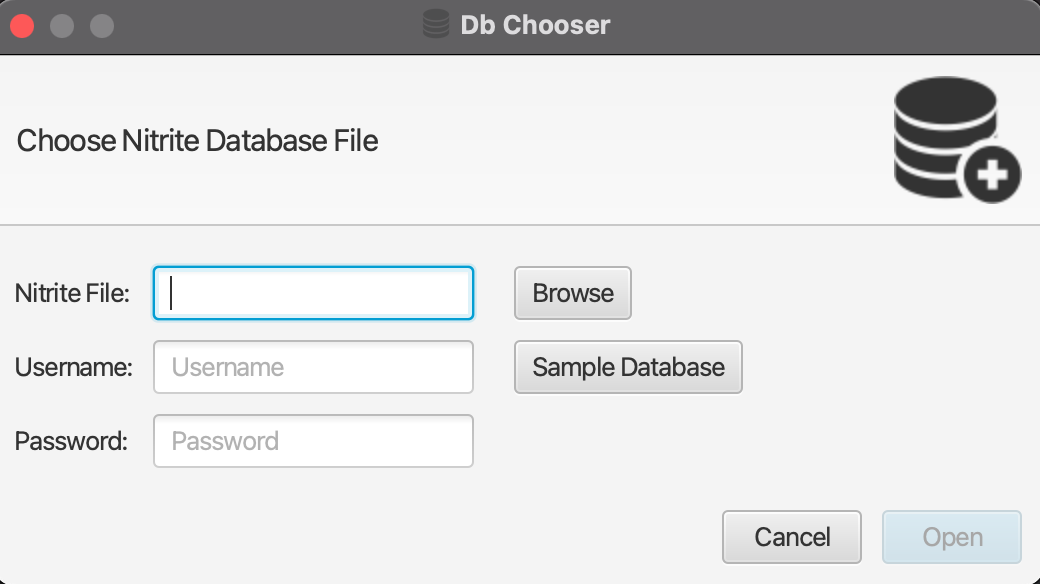 Db Chooser
Choose Nitrite Database File
Nitrite File:
Browse
Username:
Username
Sample Database
Password:
Password
Cancel
Open